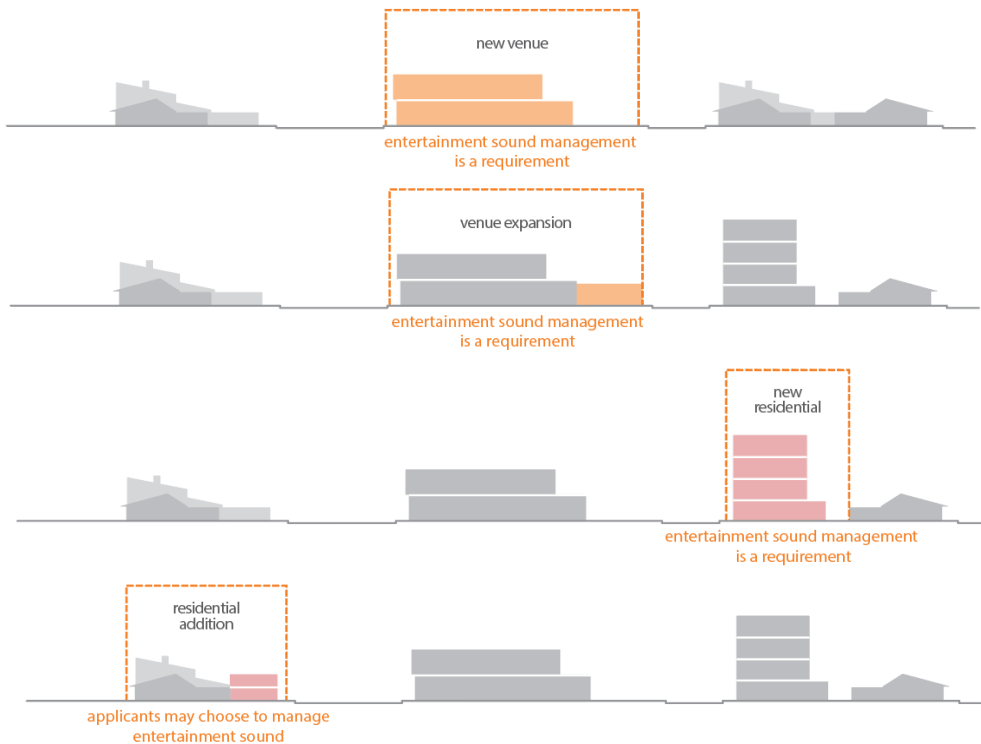 new venue
entertainment sound management
is a requirement
venue expansion
entertainment sound management
is a requirement
new
residential
entertainment sound management
is a requirement
residential
addition
applicants may choose to manage
entertainment sound